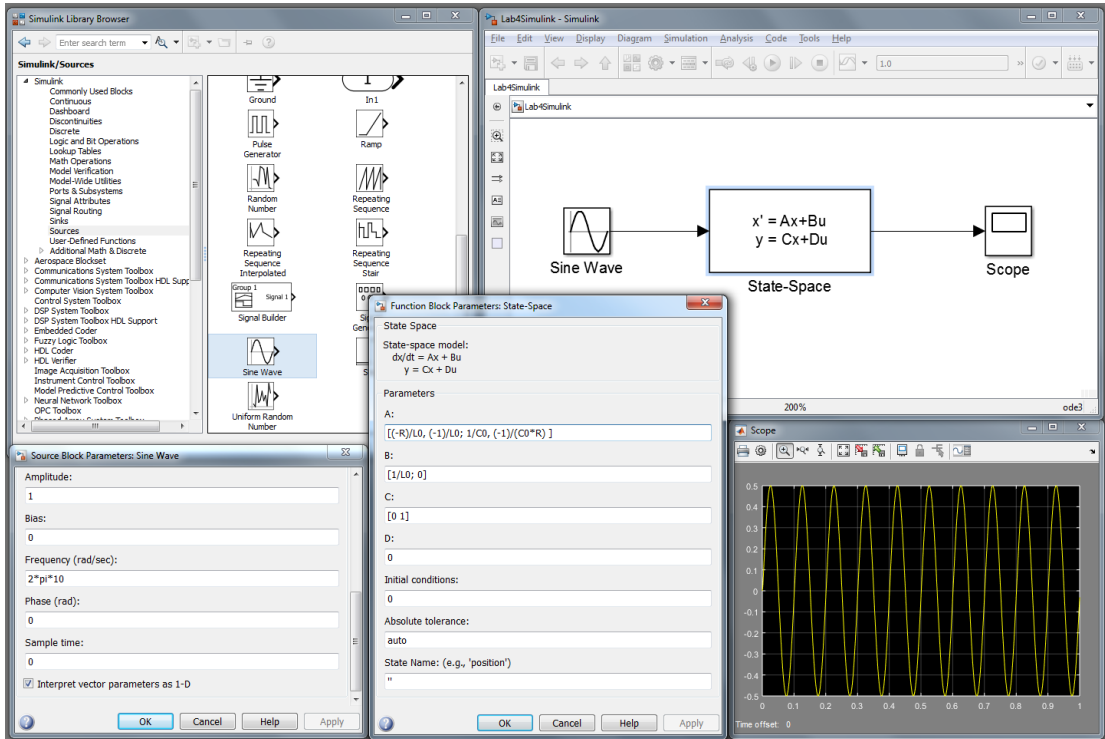 Simulink Library Browser
Enter search term
Simulink/Sources
Simulink
Commonly Used Blocks
Continuous
Dashboard
Discontinuities
Discrete
Logic and Bit Operations
Lookup Tables
Math Operations
Model Verification
Model-Wide Utilities
Ports & Subsystems
Signal Attributes
Signal Routing
Sinks
Sources
User-Defined Functions
Additional Math & Discrete
Aerospace Blockset
Communications System Toolbox
Communications System Toolbox HDL Supp
Computer Vision System Toolbox
Control System Toolbox
DSP System Toolbox
DSP System Toolbox HDL Support
Embedded Coder
Fuzzy Logic Toolbox
HDL Coder
HDL Verifier
Image Acquisition Toolbox
Instrument Control Toolbox
Model Predictive Control Toolbox
Neural Network Toolbox
OPC Toolbox
Ground
1
In1
Pulse
Generator
Ramp
Random
Number
Repeating
Sequence
Repeating
Sequence
Interpolated
Repeating
Sequence
Stair
Group 1
Signal 1
Signal Builder
Sine Wave
Uniform Random
Number
Lab4Simulink - Simulink
File Edit View Display Diagram Simulation Analysis Code Tools Help
1.0
Lab4Simulink
Lab4Simulink
Sine Wave
x' = Ax+Bu
y = Cx+Du
State-Space
Scope
200%
ode3
Source Block Parameters: Sine Wave
Amplitude:
1
Bias:
0
Frequency (rad/sec):
2*pi*10
Phase (rad):
0
Sample time:
0
Interpret vector parameters as 1-D
OK Cancel Help Apply
Function Block Parameters: State-Space
State Space
State-space model:
dx/dt = Ax + Bu
y = Cx + Du
Parameters
A:
[(-R)/L0, (-1)/L0; 1/C0, (-1)/(C0*R) ]
B:
[1/L0; 0]
C:
[0 1]
D:
0
Initial conditions:
0
Absolute tolerance:
auto
State Name: (e.g., 'position')
''
OK Cancel Help Apply
Scope
0.5
0.4
0.3
0.2
0.1
0
-0.1
-0.2
-0.3
-0.4
-0.5
0 0.1 0.2 0.3 0.4 0.5 0.6 0.7 0.8 0.9 1
Time offset: 0